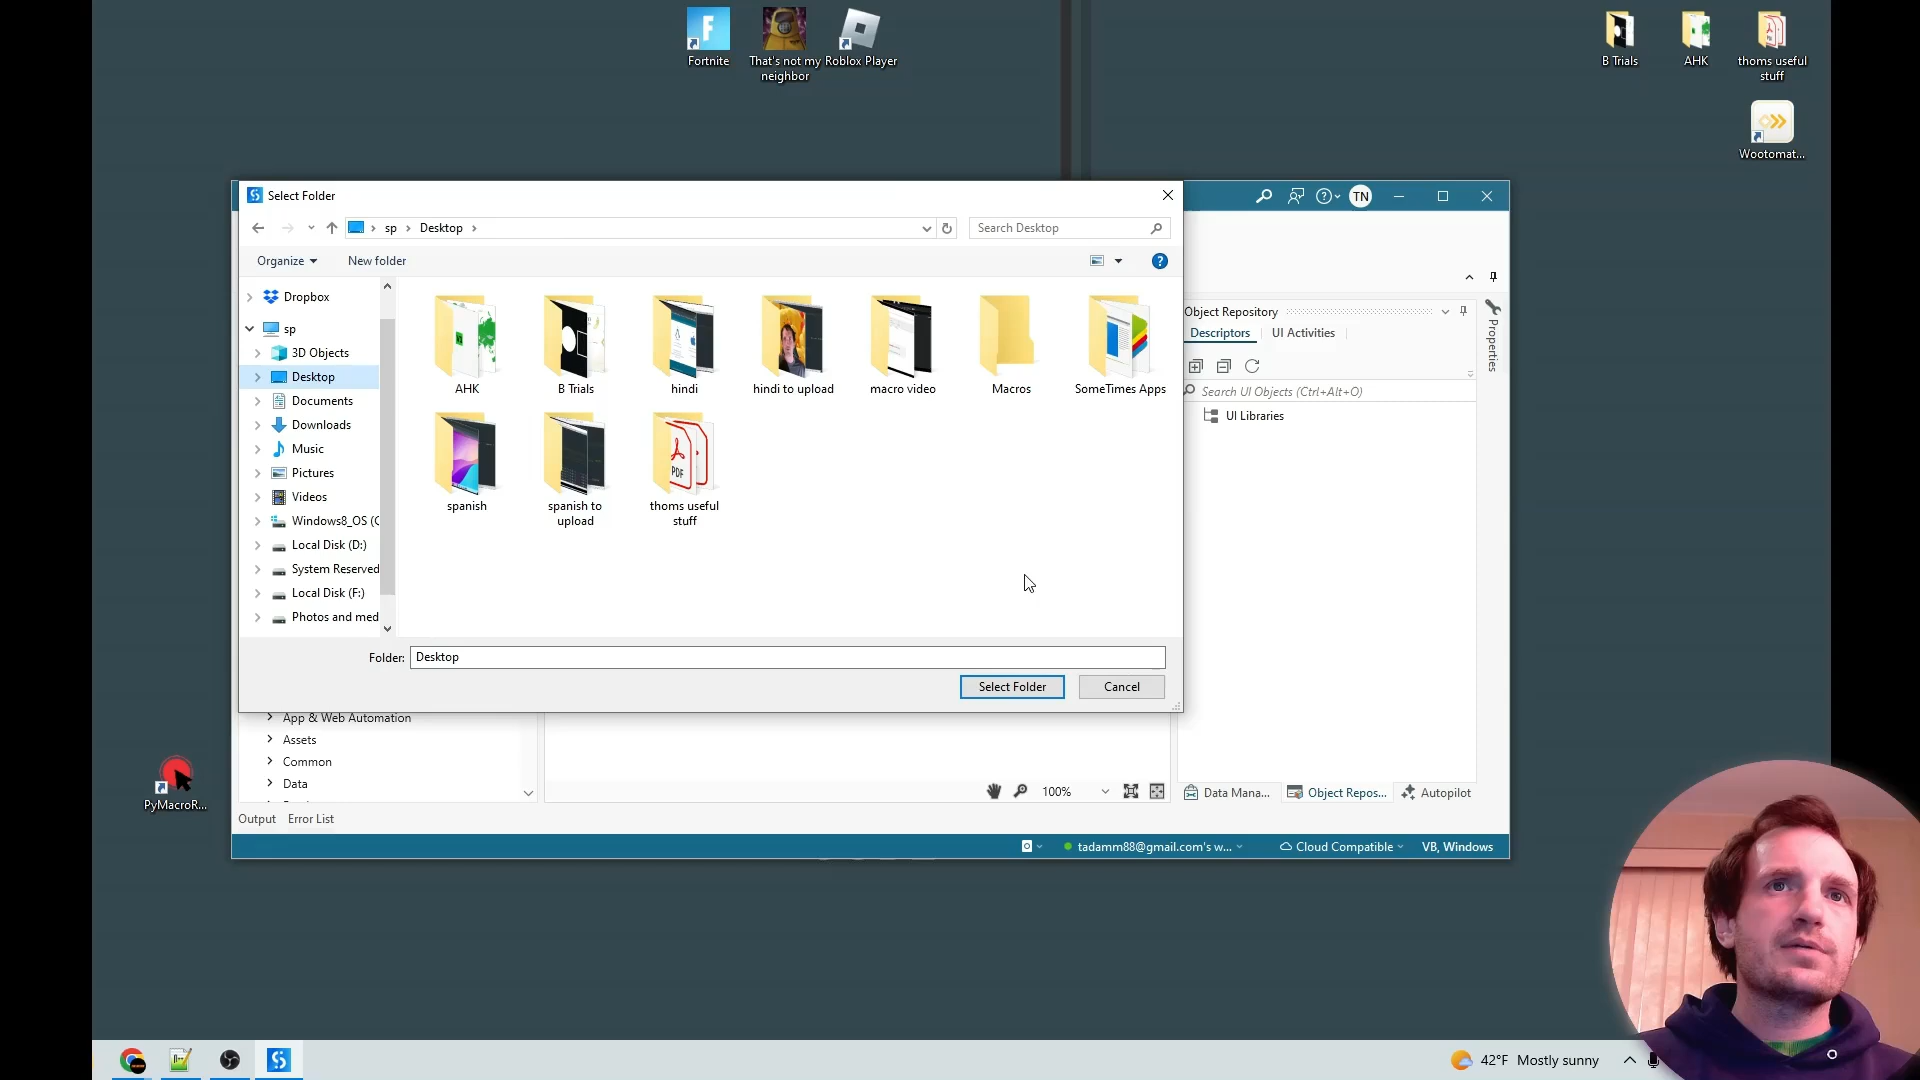 Fortnite
That's not my
neighbor
Roblox Player
B Trials
AHK
thoms useful
stuff
Wootomat...
Select Folder
TN
sp
Desktop
Search Desktop
Organize
New folder
Dropbox
sp
3D Objects
Desktop
Documents
Downloads
Music
Pictures
Videos
Windows8_OS (C
Local Disk (D:)
System Reserved
Local Disk (F:)
Photos and med
AHK
B Trials
hindi
hindi to upload
macro video
Macros
SomeTimes Apps
spanish
spanish to
upload
PDF
thoms useful
stuff
Folder:
Desktop
Select Folder
Cancel
Object Repository
Descriptors
UI Activities
Search UI Objects (Ctrl+Alt+O)
UI Libraries
Properties
App & Web Automation
Assets
Common
Data
100%
Data Mana...
Object Repos...
Autopilot
Output
Error List
tadamm88@gmail.com's w...
Cloud Compatible
VB, Windows
PyMacroR...
42°F
Mostly sunny